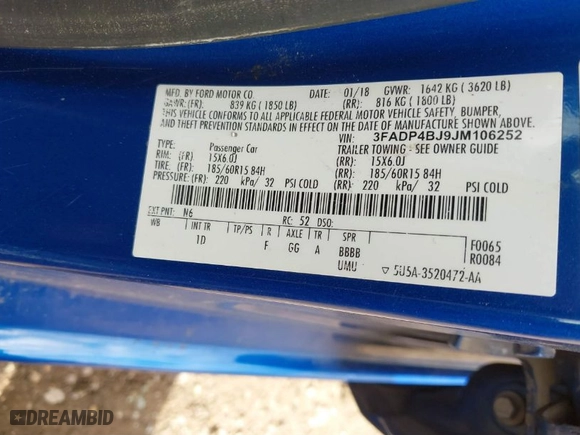 MFD. BY FORD MOTOR CO.
01/18 GVWR: 1642 KG ( 3620 LB)
GAWR: (FR): 839 KG ( 1850 LB) (RR): 816 KG ( 1800 LB)
THIS VEHICLE CONFORMS TO ALL APPLICABLE FEDERAL MOTOR VEHICLE SAFETY, BUMPER,
AND THEFT PREVENTION STANDARDS IN EFFECT ON THE DATE OF MANUFACTURE SHOWN ABOVE.
VIN: 3FADP4BJ9JM106252
TYPE: Passenger Car TRAILER TOWING - SEE OWNER GUIDE
RIM: (FR): 15X6.0J (RR): 15X6.0J
TIRE: (FR): 185/60R15 84H (RR): 185/60R15 84H
PRESSURE: (FR): 220 kPa/ 32 PSI COLD (RR): 220 kPa/ 32 PSI COLD
EXT PNT: N6 RC: 52 DSO:
WB INT TR TP/PS R AXLE TR SPR F0065
1D F GG A BBBB R0084
UMU ▽ 5U5A-3520472-AA
DREAMBID